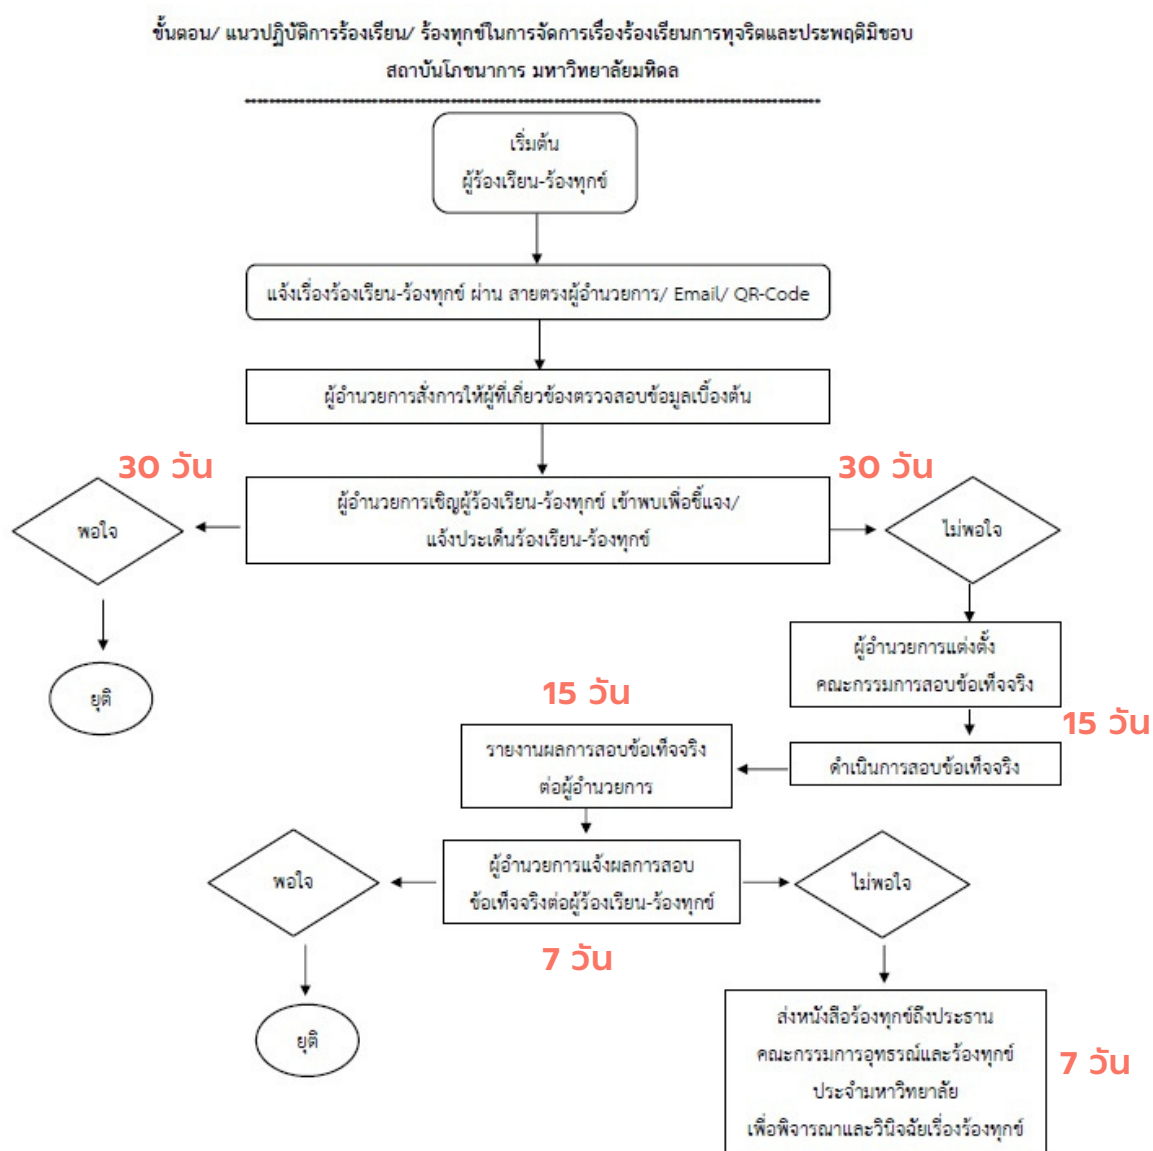 ขั้นตอน/ แนวปฏิบัติการร้องเรียน/ ร้องทุกข์ในการจัดการเรื่องร้องเรียนการทุจริตและประพฤติมิชอบ
สถาบันโภชนาการ มหาวิทยาลัยมหิดล
เริ่มต้น
ผู้ร้องเรียน-ร้องทุกข์
แจ้งเรื่องร้องเรียน-ร้องทุกข์ ผ่าน สายตรงผู้อำนวยการ/ Email/ QR-Code
ผู้อำนวยการสั่งการให้ผู้ที่เกี่ยวข้องตรวจสอบข้อมูลเบื้องต้น
30 วัน
30 วัน
พอใจ
ผู้อำนวยการเชิญผู้ร้องเรียน-ร้องทุกข์ เข้าพบเพื่อชี้แจง/
แจ้งประเด็นร้องเรียน-ร้องทุกข์
ไม่พอใจ
ยุติ
ผู้อำนวยการแต่งตั้ง
คณะกรรมการสอบข้อเท็จจริง
15 วัน
15 วัน
รายงานผลการสอบข้อเท็จจริง
ต่อผู้อำนวยการ
ดำเนินการสอบข้อเท็จจริง
พอใจ
ผู้อำนวยการแจ้งผลการสอบ
ข้อเท็จจริงต่อผู้ร้องเรียน-ร้องทุกข์
ไม่พอใจ
7 วัน
ยุติ
ส่งหนังสือร้องทุกข์ถึงประธาน
คณะกรรมการอุทธรณ์และร้องทุกข์
ประจำมหาวิทยาลัย
เพื่อพิจารณาและวินิจฉัยเรื่องร้องทุกข์
7 วัน